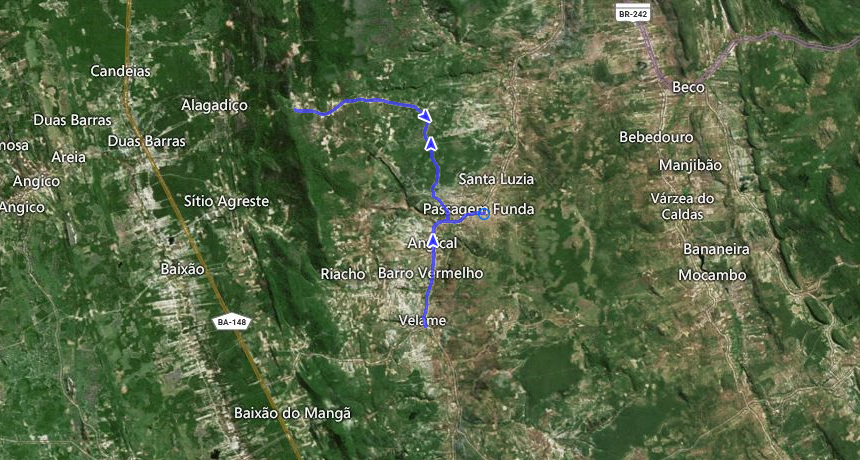 BR-242
Candeias
Beco
Alagadiço
Duas Barras
Bebedouro
Duas Barras
Areia
Manjibão
Angico
Santa Luzia
Sítio Agreste
Várzea do
Caldas
Angico
Passagem Funda
Bananeira
Baixão
Riacho
Barro Vermelho
Mocambo
Velame
BA-148
Baixão do Mangã